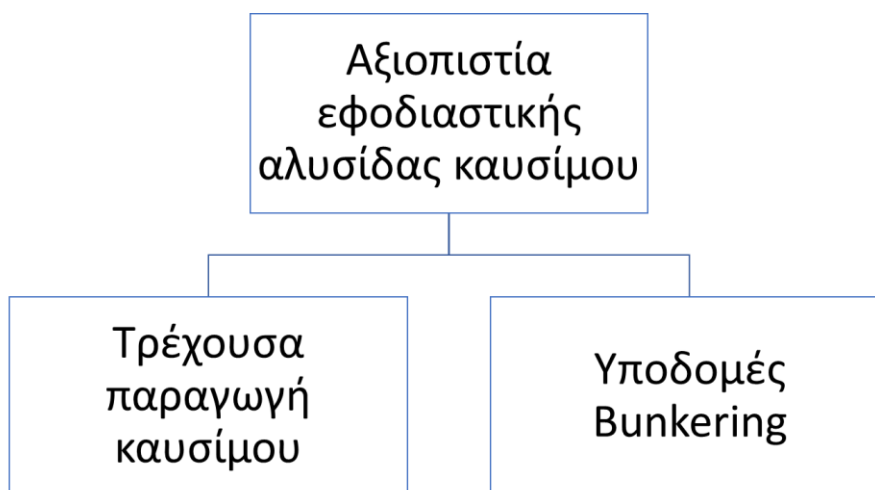 Αξιοπιστία
εφοδιαστικής
αλυσίδας καυσίμου
Τρέχουσα
παραγωγή
καυσίμου
Υποδομές
Bunkering